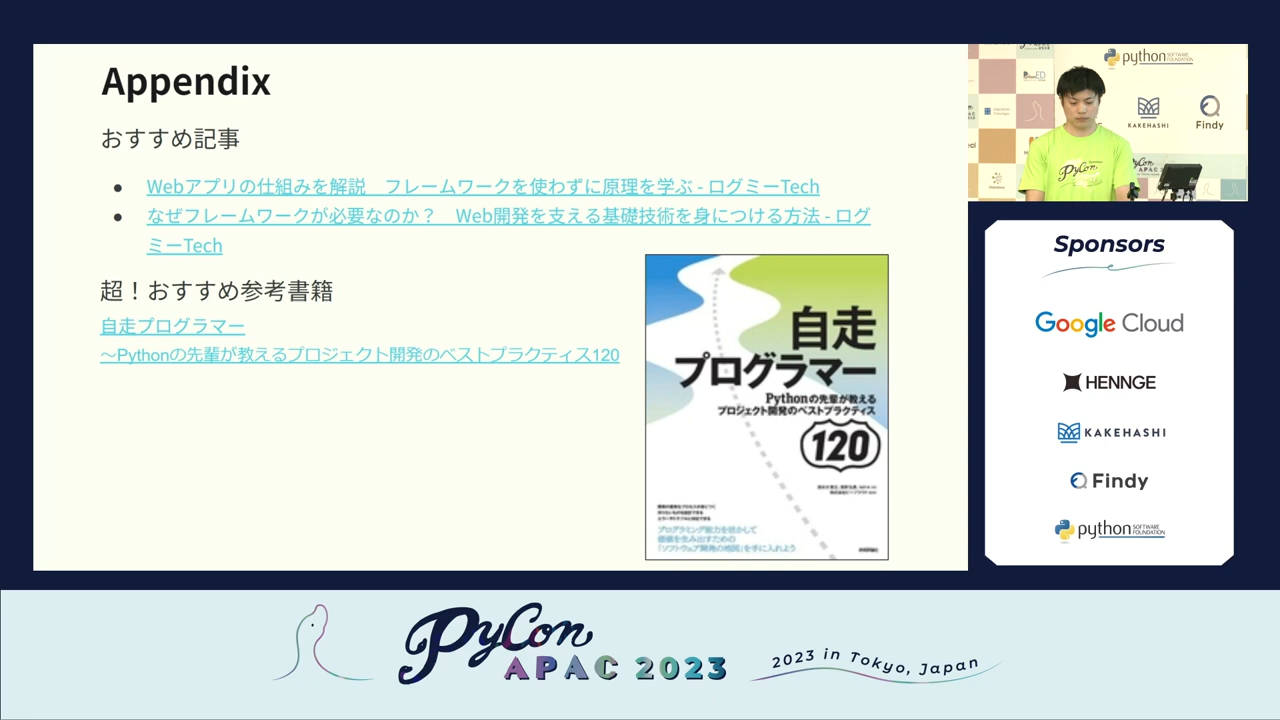 Appendix
おすすめ記事
Webアプリの仕組みを解説　フレームワークを使わずに原理を学ぶ - ログミーTech
なぜフレームワークが必要なのか？　Web開発を支える基礎技術を身につける方法 - ログ
ミーTech
超！おすすめ参考書籍
自走プログラマー
～Pythonの先輩が教えるプロジェクト開発のベストプラクティス120
自走
プログラマー
Pythonの先輩が教える
プロジェクト開発のベストプラクティス
120
プログラミング能力を活かして
価値を生み出すための
「ソフトウェア開発の地図」を手に入れよう
技術評論社
python SOFTWARE FOUNDATION
KAKEHASHI
Findy
PyCon
Sponsors
Google Cloud
HENNGE
KAKEHASHI
Findy
python SOFTWARE FOUNDATION
PyCon
APAC 2023
2023 in Tokyo, Japan